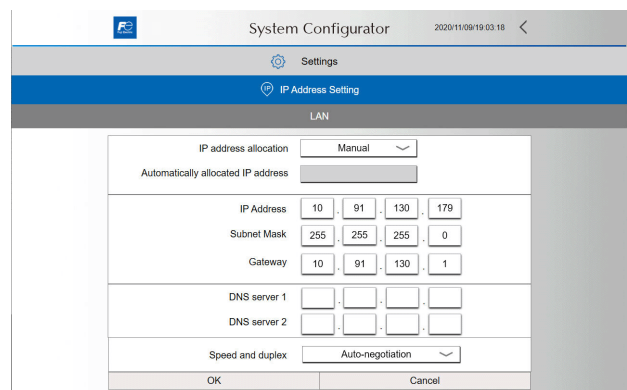 System Configurator 2020/11/09/19:03:18
Settings
IP IP Address Setting
LAN
IP address allocation Manual
Automatically allocated IP address
IP Address 10 . 91 . 130 . 179
Subnet Mask 255 . 255 . 255 . 0
Gateway 10 . 91 . 130 . 1
DNS server 1 . . .
DNS server 2 . . .
Speed and duplex Auto-negotiation
OK Cancel